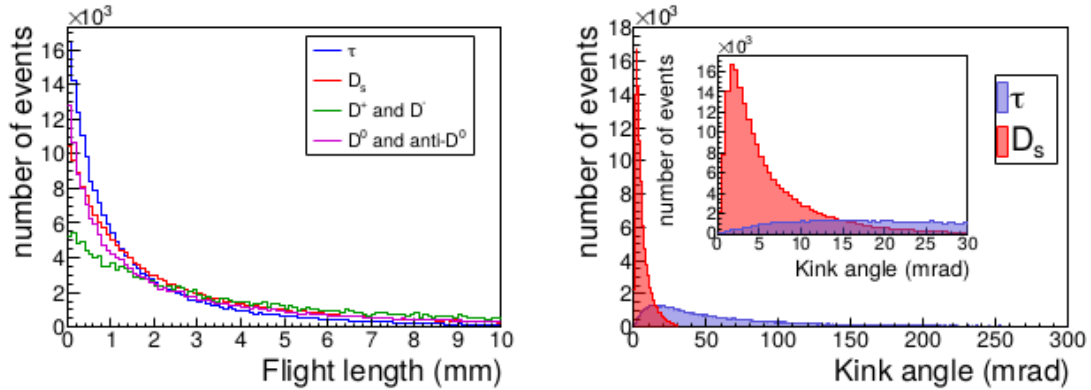 ×10³
number of events
16
14
12
10
8
6
4
2
0
τ
Dₛ
D⁺ and D⁻
D⁰ and anti-D⁰
0 1 2 3 4 5 6 7 8 9 10
Flight length (mm)
×10³
number of events
18
16
14
12
10
8
6
4
2
0
×10³
number of events
16
14
12
10
8
6
4
2
0
0 5 10 15 20 25 30
Kink angle (mrad)
τ
Dₛ
0 50 100 150 200 250 300
Kink angle (mrad)